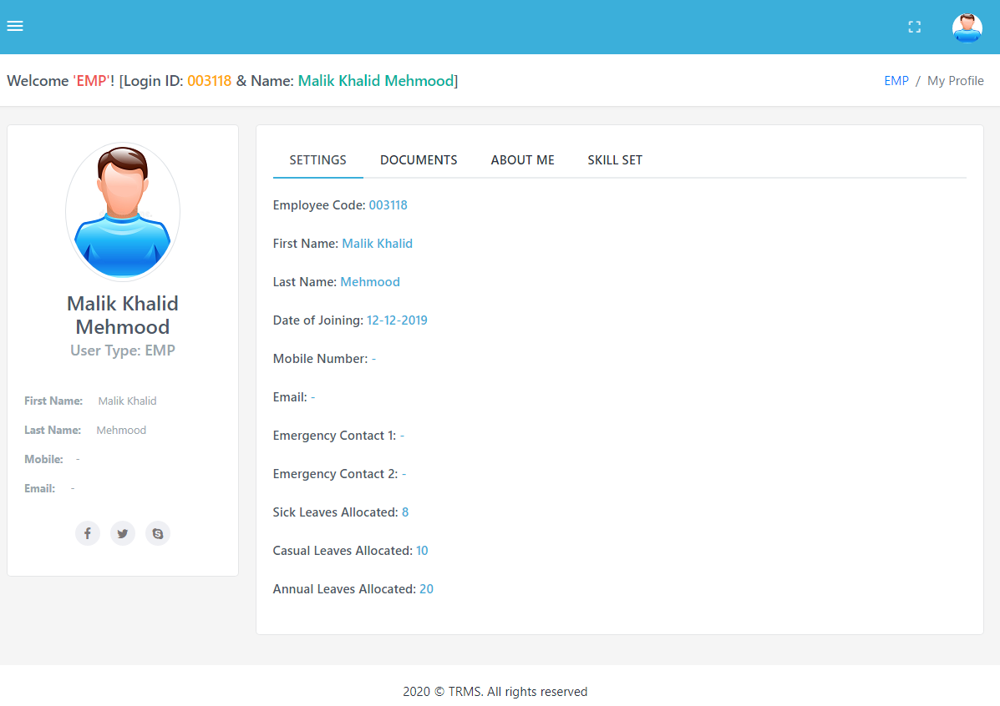 Welcome 'EMP'! [Login ID: 003118 & Name: Malik Khalid Mehmood]
EMP / My Profile
Malik Khalid
Mehmood
User Type: EMP
First Name: Malik Khalid
Last Name: Mehmood
Mobile: -
Email: -
SETTINGS DOCUMENTS ABOUT ME SKILL SET
Employee Code: 003118
First Name: Malik Khalid
Last Name: Mehmood
Date of Joining: 12-12-2019
Mobile Number: -
Email: -
Emergency Contact 1: -
Emergency Contact 2: -
Sick Leaves Allocated: 8
Casual Leaves Allocated: 10
Annual Leaves Allocated: 20
2020 © TRMS. All rights reserved